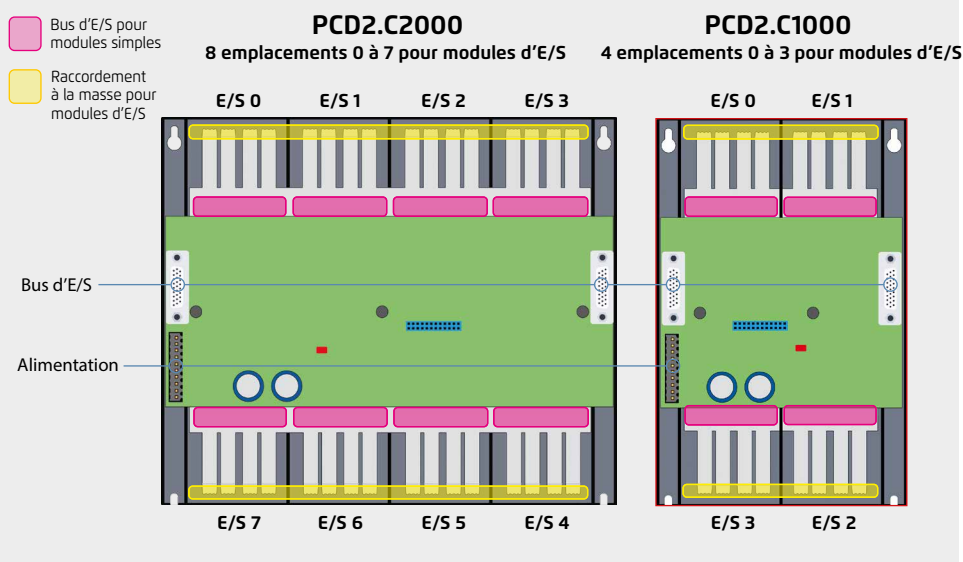 Bus d'E/S pour
modules simples
Raccordement
à la masse pour
modules d'E/S
PCD2.C2000
8 emplacements 0 à 7 pour modules d'E/S
E/S 0 E/S 1 E/S 2 E/S 3
PCD2.C1000
4 emplacements 0 à 3 pour modules d'E/S
E/S 0 E/S 1
Bus d'E/S
Alimentation
E/S 7 E/S 6 E/S 5 E/S 4
E/S 3 E/S 2